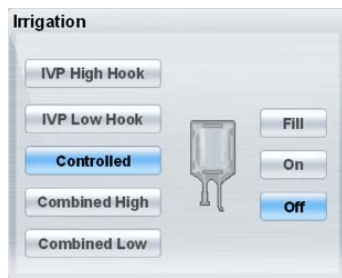 Irrigation
IVP High Hook
IVP Low Hook
Controlled
Combined High
Combined Low
Fill
On
Off